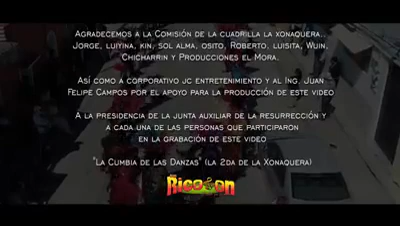 Agradecemos a la Comisión de la cuadrilla la xonaquera..
Jorge, luiyina, kin, sol alma, osito, Roberto, luisita, Wuin,
Chicharrin y Producciones el Mora.
Así como a corporativo jc entretenimiento y al Ing. Juan
Felipe Campos por el apoyo para la producción de este video
A la presidencia de la junta auxiliar de la resurrección y
a cada una de las personas que participaron
en la grabación de este video
"La Cumbia de las Danzas" (la 2da de la Xonaquera)